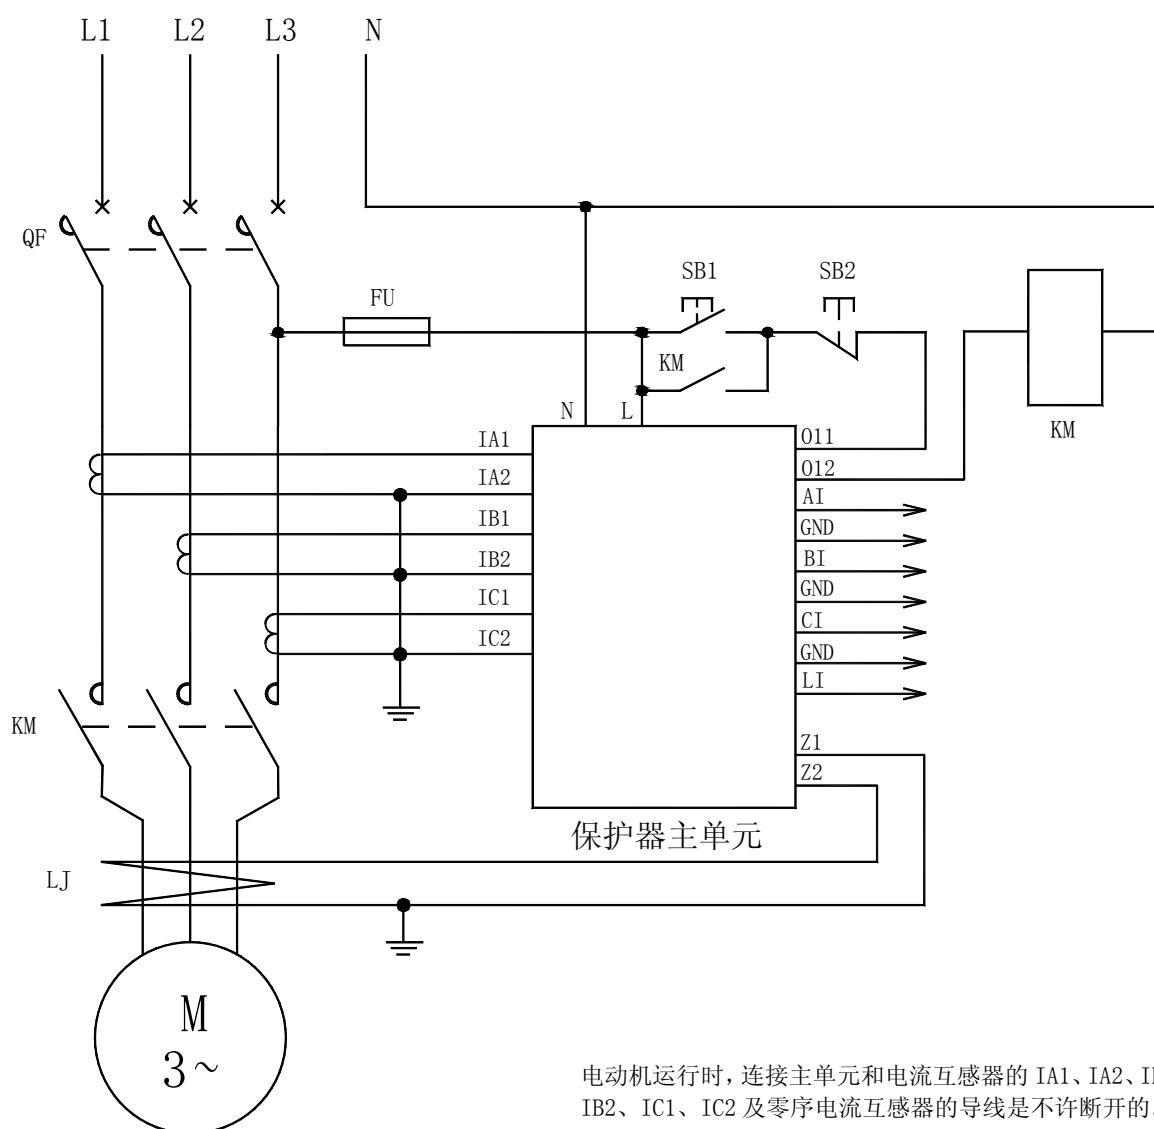 L1 L2 L3 N
QF
FU
SB1
SB2
KM
KM
N L
IA1
IA2
IB1
IB2
IC1
IC2
O11
O12
AI
GND
BI
GND
CI
GND
LI
Z1
Z2
KM
保护器主单元
LJ
M
3~
电动机运行时,连接主单元和电流互感器的 IA1、IA2、I
IB2、IC1、IC2 及零序电流互感器的导线是不许断开的